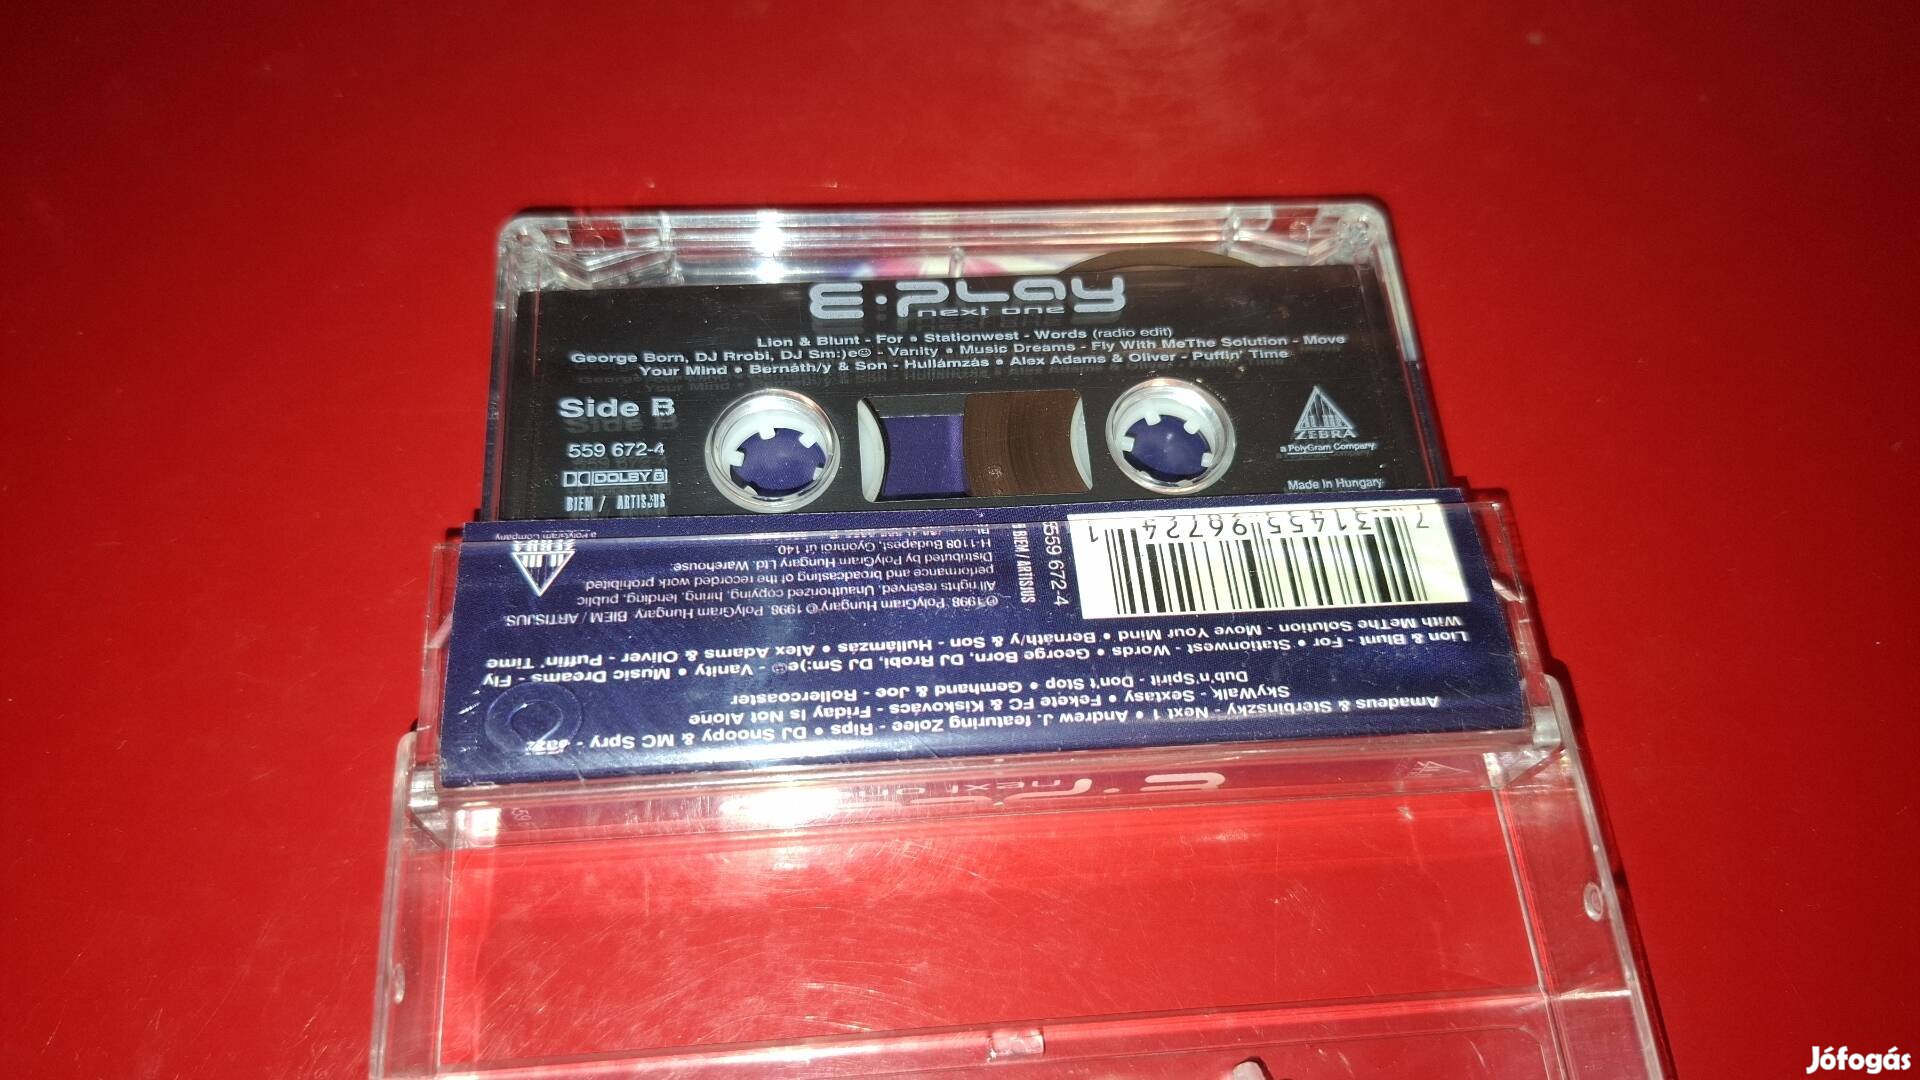 E·PLAY
next one
Lion & Blunt - For • Stationwest - Words (radio edit)
George Born, DJ Rrobi, DJ Sm:)e☺ - Vanity • Music Dreams - Fly With MeThe Solution - Move
Your Mind • Bernáth/y & Son - Hullámzás • Alex Adams & Oliver - Puffin' Time
Side B
559 672-4
DOLBY B
BIEM / ARTISJUS
ZEBRA
a PolyGram Company
Made in Hungary
Amadeus & Sterbinszky - Next 1 • Andrew J. featuring Zolee - Rips • DJ Snoopy & MC Spry -
SkyWalk - Sextasy • Fekete FC & Kiskovács - Friday Is Not Alone
Dub'n'Spirit - Don't Stop • Gemhand & Joe - Rollercoaster
Lion & Blunt - For • Stationwest - Words • George Born, DJ Rrobi, DJ Sm:)e☺ - Vanity • Music Dreams - Fly
With MeThe Solution - Move Your Mind • Bernáth/y & Son - Hullámzás • Alex Adams & Oliver - Puffin' Time
℗ 1998, PolyGram Hungary © 1998, PolyGram Hungary. BIEM / ARTISJUS.
All rights reserved. Unauthorized copying, hiring, lending, public
performance and broadcasting of the recorded work prohibited.
Distributed by PolyGram Hungary Ltd. Warehouse:
H-1108 Budapest, Gyömrői út 140.
ZEBRA
a PolyGram Company
559 672-4
BIEM / ARTISJUS
7 31455 96724 1
E·PLAY
next one
Jófogás